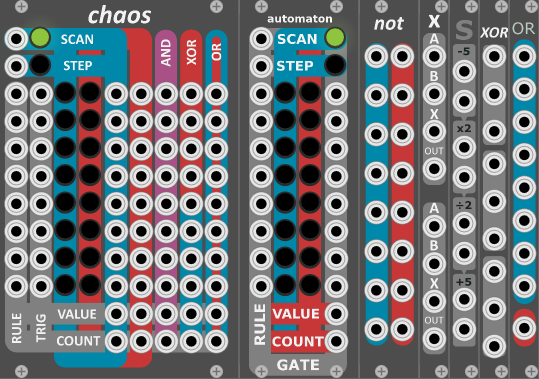 chaos
SCAN
STEP
AND
XOR
OR
RULE
TRIG
VALUE
COUNT
automaton
SCAN
STEP
RULE
VALUE
COUNT
GATE
not
X
A
B
X
OUT
A
B
X
OUT
S
-5
x2
÷2
+5
XOR
OR